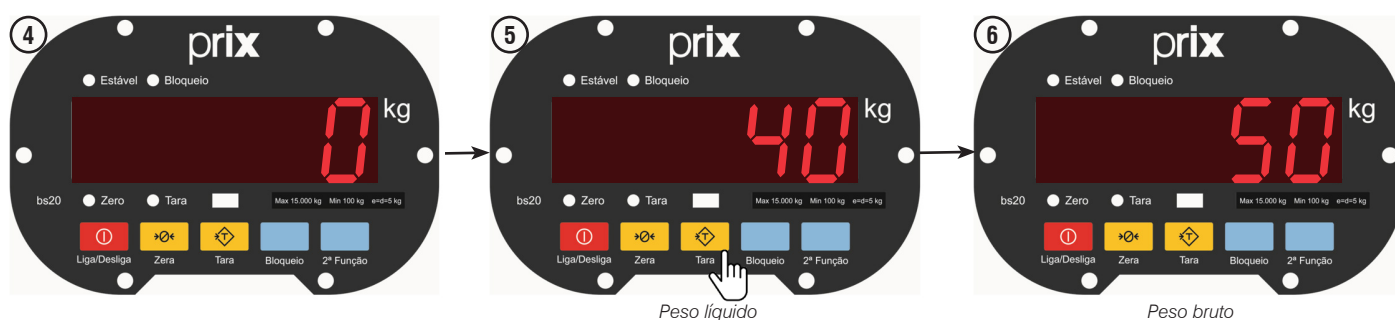 4
prix
Estável Bloqueio
0 kg
bs20 Zero Tara Max 15.000 kg Min 100 kg e=d=5 kg
T
Liga/Desliga Zera Tara Bloqueio 2ª Função
5
prix
Estável Bloqueio
40 kg
bs20 Zero Tara Max 15.000 kg Min 100 kg e=d=5 kg
T
Liga/Desliga Zera Tara Bloqueio 2ª Função
Peso líquido
6
prix
Estável Bloqueio
50 kg
bs20 Zero Tara Max 15.000 kg Min 100 kg e=d=5 kg
T
Liga/Desliga Zera Tara Bloqueio 2ª Função
Peso bruto